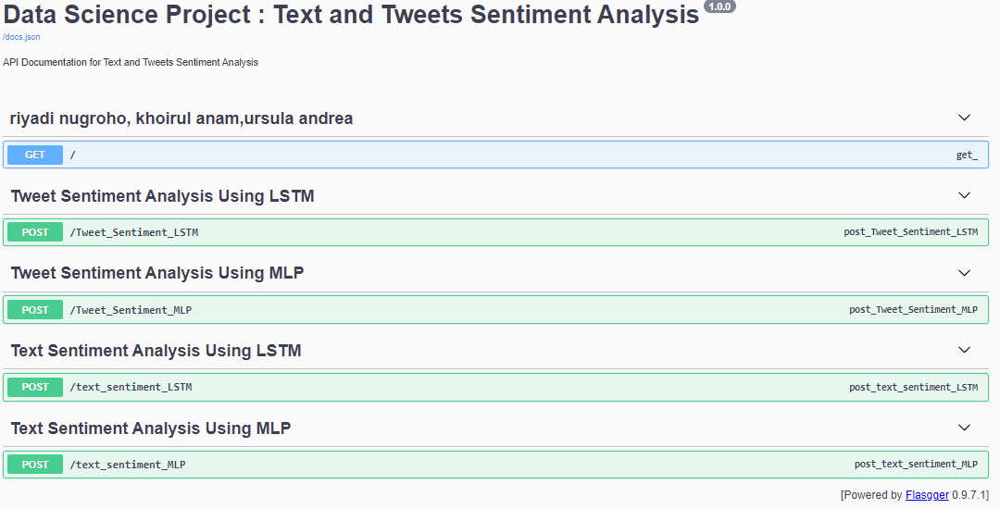 Data Science Project : Text and Tweets Sentiment Analysis 1.0.0
/docs.json
API Documentation for Text and Tweets Sentiment Analysis
riyadi nugroho, khoirul anam,ursula andrea
GET / get_
Tweet Sentiment Analysis Using LSTM
POST /Tweet_Sentiment_LSTM post_Tweet_Sentiment_LSTM
Tweet Sentiment Analysis Using MLP
POST /Tweet_Sentiment_MLP post_Tweet_Sentiment_MLP
Text Sentiment Analysis Using LSTM
POST /text_sentiment_LSTM post_text_sentiment_LSTM
Text Sentiment Analysis Using MLP
POST /text_sentiment_MLP post_text_sentiment_MLP
[Powered by Flasgger 0.9.7.1]